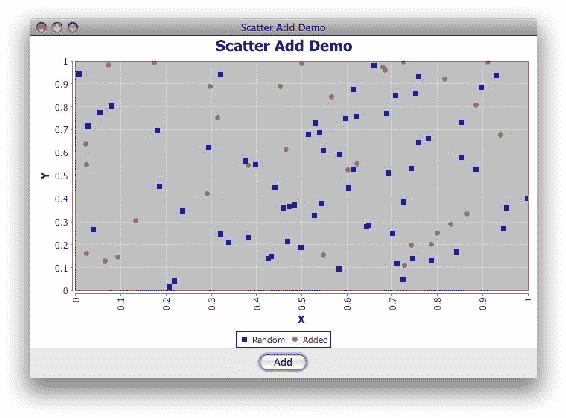 Scatter Add Demo
Scatter Add Demo
1
0.9
0.8
0.7
0.6
0.5
0.4
0.3
0.2
0.1
0
Y
0 0.1 0.2 0.3 0.4 0.5 0.6 0.7 0.8 0.9 1
X
Random Added
Add